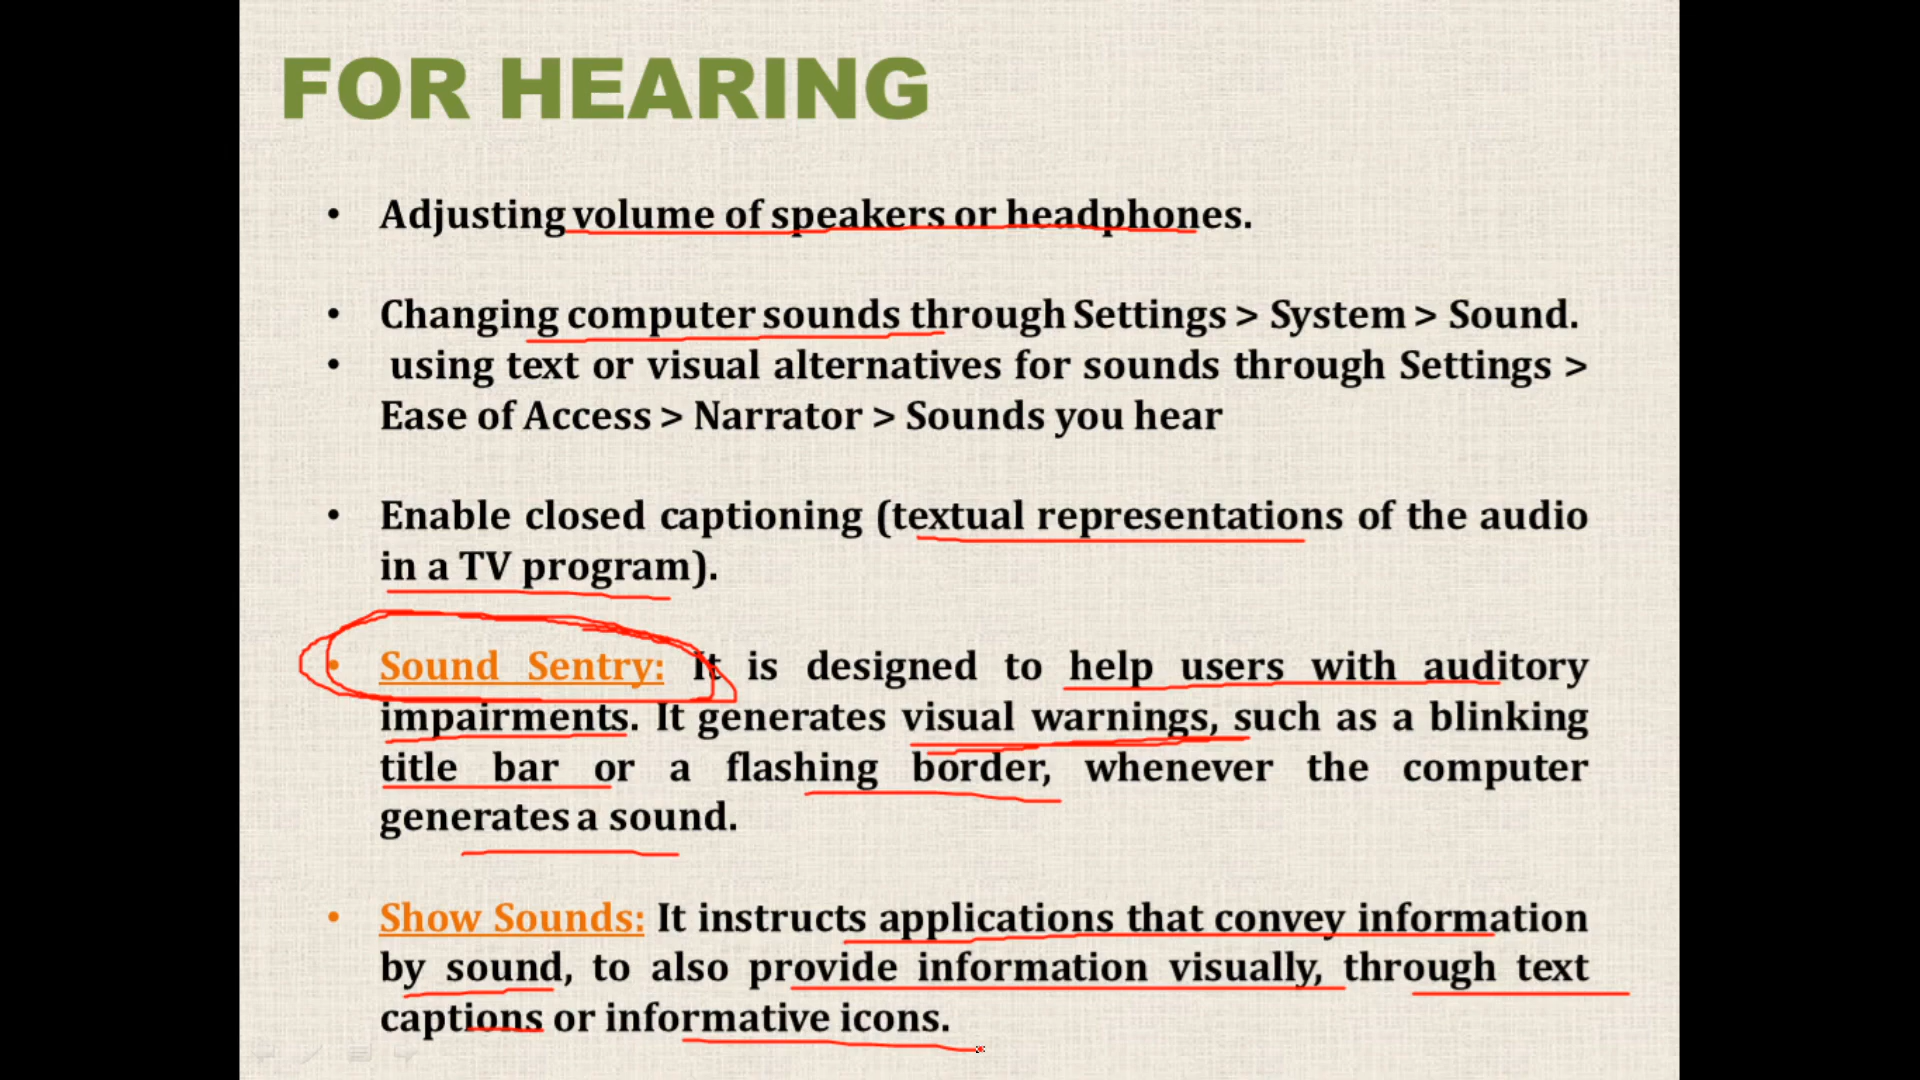 FOR HEARING
• Adjusting volume of speakers or headphones.
• Changing computer sounds through Settings > System > Sound.
• using text or visual alternatives for sounds through Settings >
Ease of Access > Narrator > Sounds you hear
• Enable closed captioning (textual representations of the audio
in a TV program).
• Sound Sentry: It is designed to help users with auditory
impairments. It generates visual warnings, such as a blinking
title bar or a flashing border, whenever the computer
generates a sound.
• Show Sounds: It instructs applications that convey information
by sound, to also provide information visually, through text
captions or informative icons.